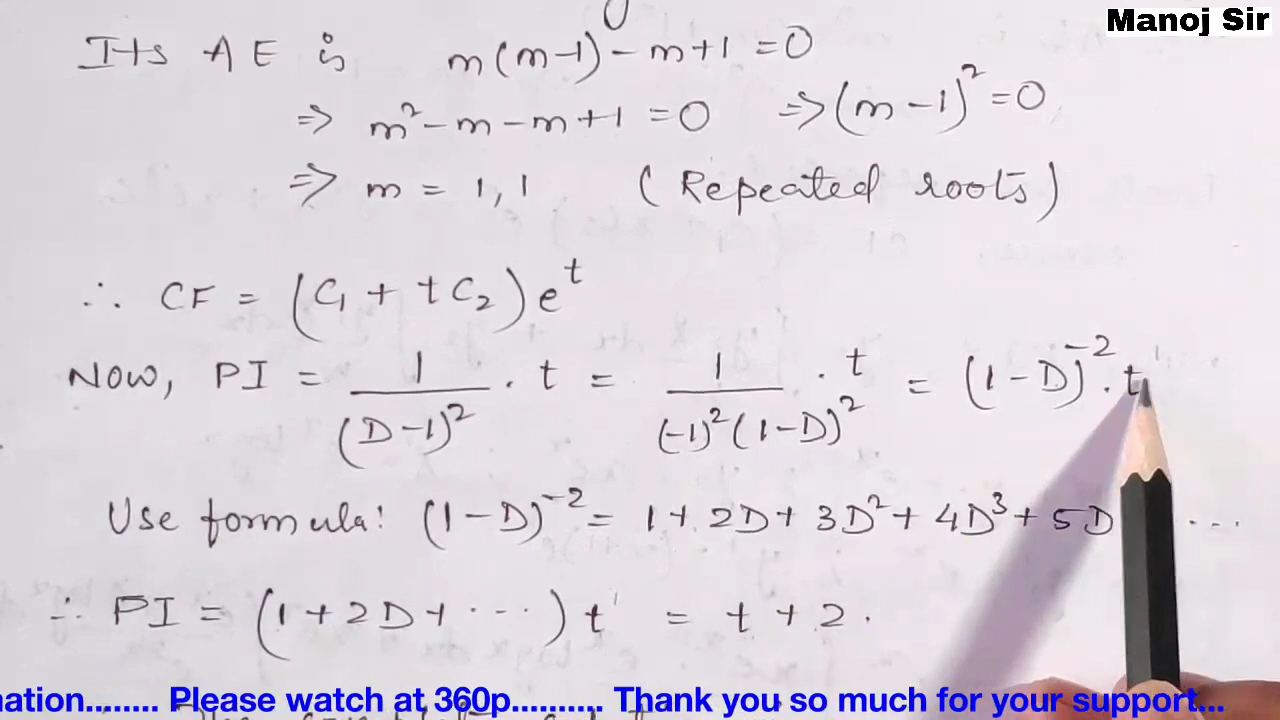 Manoj Sir
Its AE is m(m-1) - m+1 = 0
⇒ m² - m - m + 1 = 0 ⇒ (m-1)² = 0
⇒ m = 1, 1 (Repeated roots)
∴ CF = (C₁ + tC₂) eᵗ
Now, PI = 1/(D-1)² . t = 1/((-1)²(1-D)²) . t = (1-D)⁻² . t
Use formula: (1-D)⁻² = 1 + 2D + 3D² + 4D³ + 5D ...
∴ PI = (1 + 2D + ...) t' = t + 2.
nation........ Please watch at 360p.......... Thank you so much for your support...